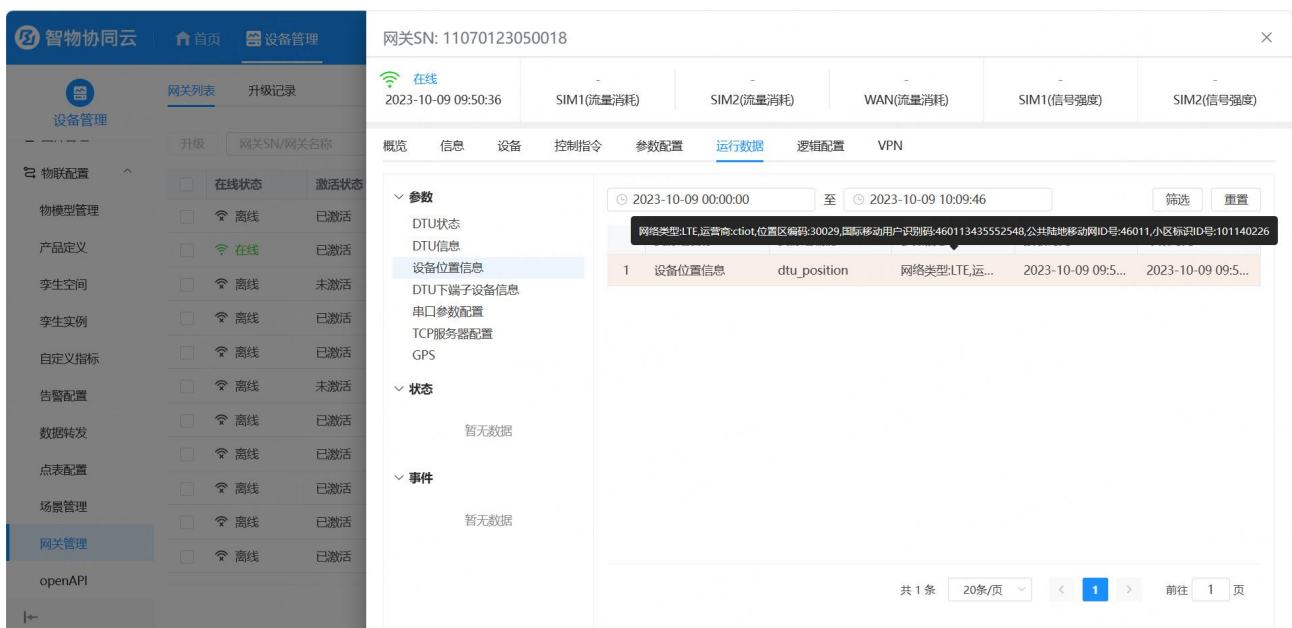 智物协同云
首页
设备管理
设备管理
物联配置
物模型管理
产品定义
孪生空间
孪生实例
自定义指标
告警配置
数据转发
点表配置
场景管理
网关管理
openAPI
网关列表 升级记录
升级 网关SN/网关名称
在线状态 激活状态
离线 已激活
在线 已激活
离线 未激活
离线 已激活
离线 已激活
离线 未激活
离线 已激活
离线 已激活
离线 已激活
离线 已激活
离线 已激活
网关SN: 11070123050018
在线
2023-10-09 09:50:36
- SIM1(流量消耗)
- SIM2(流量消耗)
- WAN(流量消耗)
- SIM1(信号强度)
- SIM2(信号强度)
概览 信息 设备 控制指令 参数配置 运行数据 逻辑配置 VPN
参数
DTU状态
DTU信息
设备位置信息
DTU下端子设备信息
串口参数配置
TCP服务器配置
GPS
状态
暂无数据
事件
暂无数据
2023-10-09 00:00:00 至 2023-10-09 10:09:46 筛选 重置
网络类型:LTE,运营商:ctiot,位置区编码:30029,国际移动用户识别码:460113435552548,公共陆地移动网ID号:46011,小区标识ID号:101140226
1 设备位置信息 dtu_position 网络类型:LTE,运... 2023-10-09 09:5... 2023-10-09 09:5...
共 1 条 20条/页 1 前往 1 页